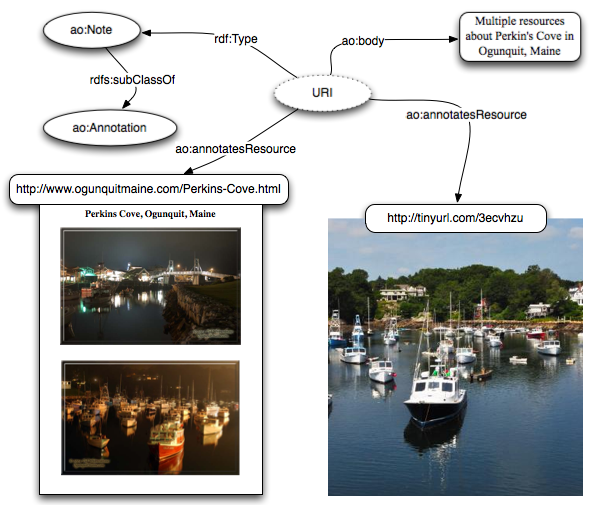 ao:Note
rdf:Type
ao:body
Multiple resources
about Perkin's Cove in
Ogunquit, Maine
rdfs:subClassOf
URI
ao:Annotation
ao:annotatesResource
ao:annotatesResource
http://www.ogunquitmaine.com/Perkins-Cove.html
Perkins Cove, Ogunquit, Maine
http://tinyurl.com/3ecvhzu